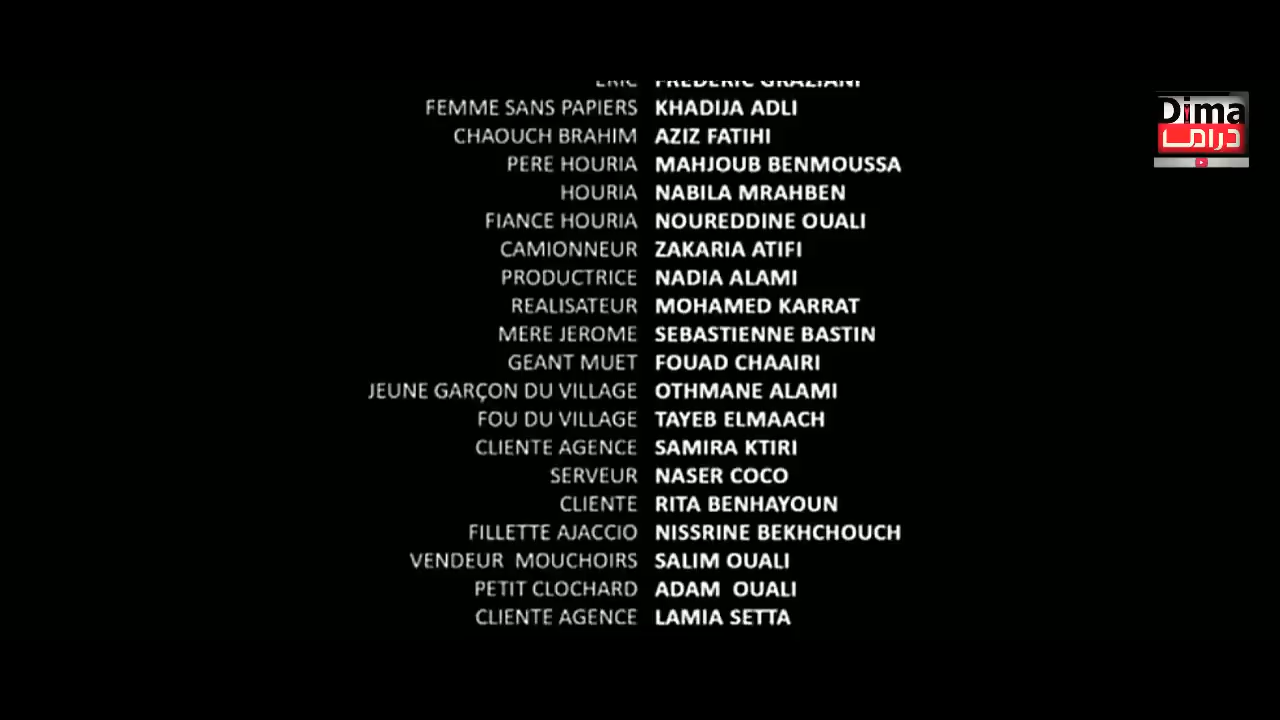 ERIC FREDERIC GRAZIANI
FEMME SANS PAPIERS KHADIJA ADLI
CHAOUCH BRAHIM AZIZ FATIHI
PERE HOURIA MAHJOUB BENMOUSSA
HOURIA NABILA MRAHBEN
FIANCE HOURIA NOUREDDINE OUALI
CAMIONNEUR ZAKARIA ATIFI
PRODUCTRICE NADIA ALAMI
REALISATEUR MOHAMED KARRAT
MERE JEROME SEBASTIENNE BASTIN
GEANT MUET FOUAD CHAAIRI
JEUNE GARÇON DU VILLAGE OTHMANE ALAMI
FOU DU VILLAGE TAYEB ELMAACH
CLIENTE AGENCE SAMIRA KTIRI
SERVEUR NASER COCO
CLIENTE RITA BENHAYOUN
FILLETTE AJACCIO NISSRINE BEKHCHOUCH
VENDEUR MOUCHOIRS SALIM OUALI
PETIT CLOCHARD ADAM OUALI
CLIENTE AGENCE LAMIA SETTA
Dima
دراما